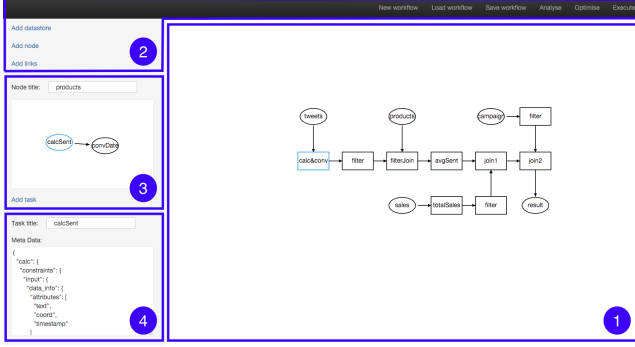 New workflow Load workflow Save workflow Analyse Optimise Execute
Add datastore
Add node
Add links
2
Node title: products
calcSent convDate
Add task
3
Task title: calcSent
Meta Data:
{
"calc": {
"constraints": {
"input": {
"data_info": {
"attributes": [
"text",
"coord",
"timestamp"
]
4
tweets products campaign filter
calc&conv filter filterJoin avgSent join1 join2
sales totalSales filter result
1